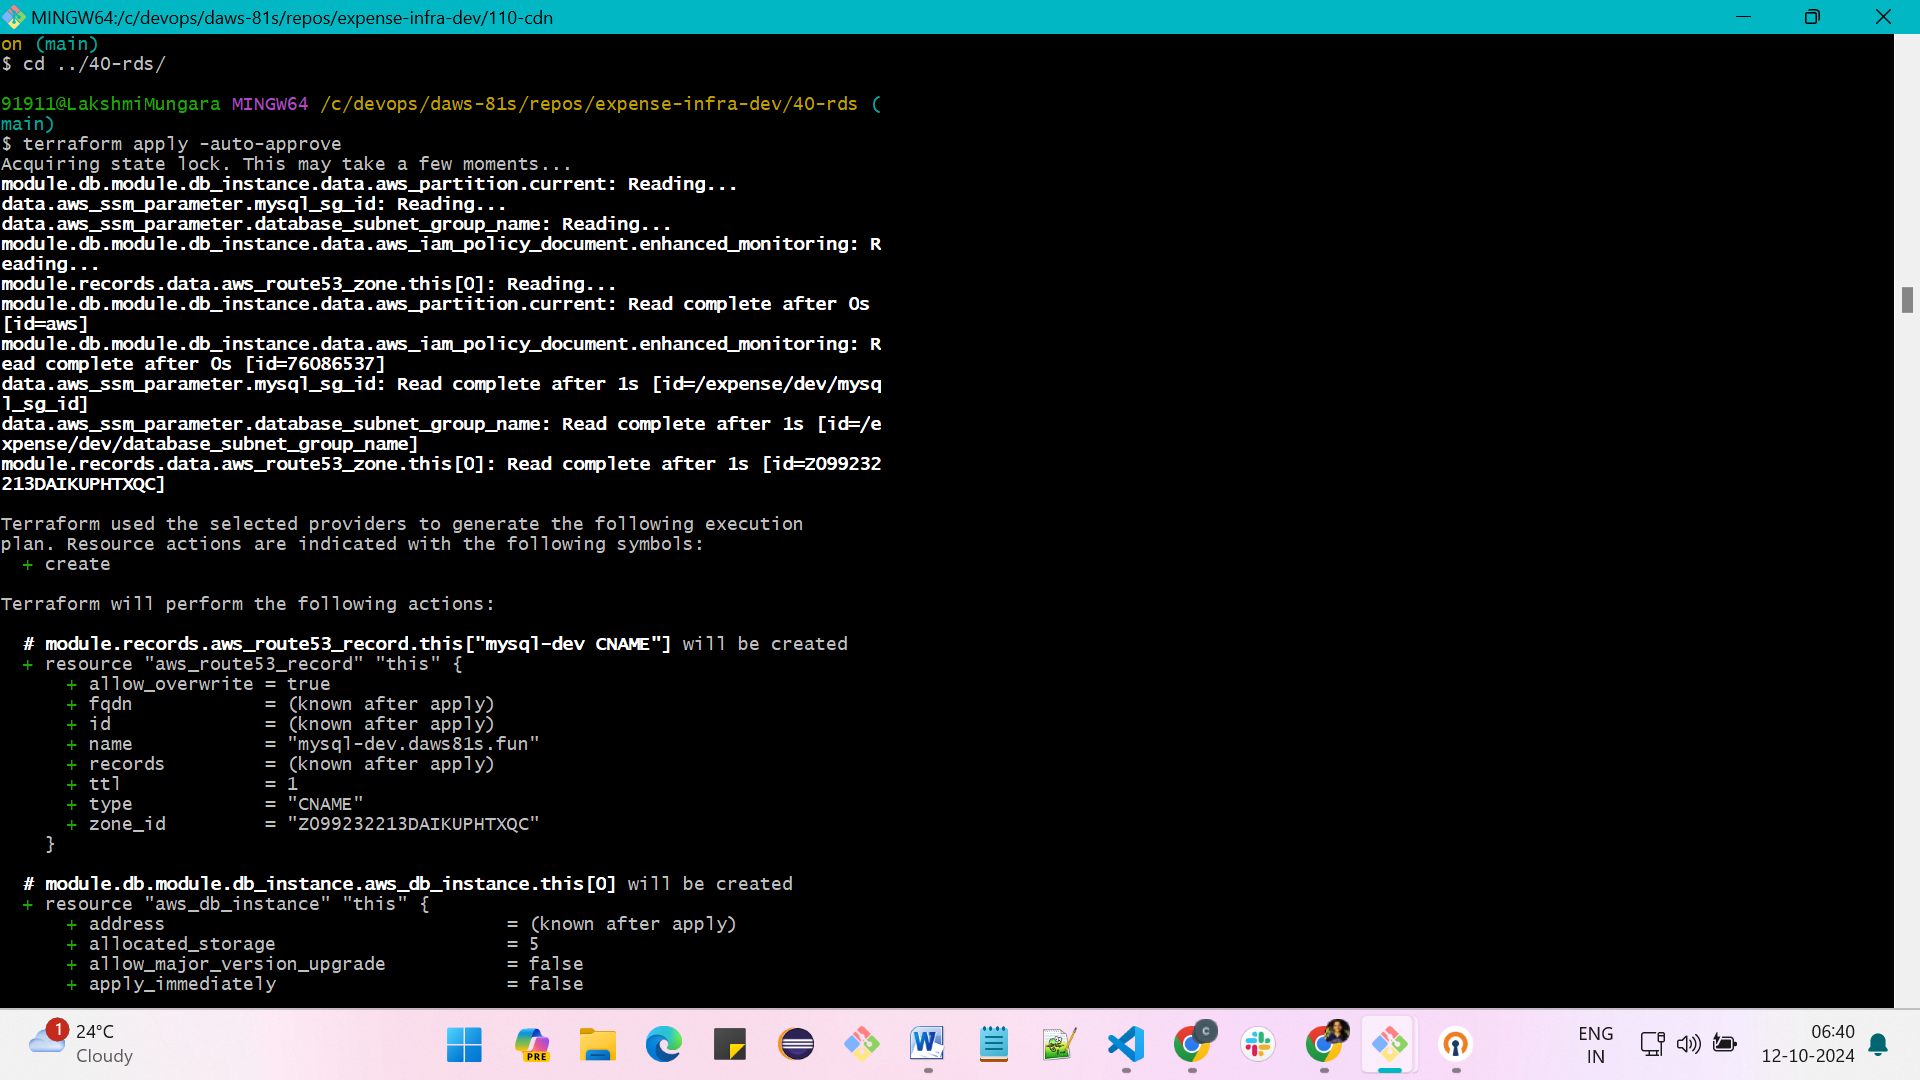 MINGW64:/c/devops/daws-81s/repos/expense-infra-dev/110-cdn
on (main)
$ cd ../40-rds/
91911@LakshmiMungara MINGW64 /c/devops/daws-81s/repos/expense-infra-dev/40-rds (
main)
$ terraform apply -auto-approve
Acquiring state lock. This may take a few moments...
module.db.module.db_instance.data.aws_partition.current: Reading...
data.aws_ssm_parameter.mysql_sg_id: Reading...
data.aws_ssm_parameter.database_subnet_group_name: Reading...
module.db.module.db_instance.data.aws_iam_policy_document.enhanced_monitoring: R
eading...
module.records.data.aws_route53_zone.this[0]: Reading...
module.db.module.db_instance.data.aws_partition.current: Read complete after 0s
[id=aws]
module.db.module.db_instance.data.aws_iam_policy_document.enhanced_monitoring: R
ead complete after 0s [id=76086537]
data.aws_ssm_parameter.mysql_sg_id: Read complete after 1s [id=/expense/dev/mysq
l_sg_id]
data.aws_ssm_parameter.database_subnet_group_name: Read complete after 1s [id=/e
xpense/dev/database_subnet_group_name]
module.records.data.aws_route53_zone.this[0]: Read complete after 1s [id=Z099232
213DAIKUPHTXQC]
Terraform used the selected providers to generate the following execution
plan. Resource actions are indicated with the following symbols:
+ create
Terraform will perform the following actions:
# module.records.aws_route53_record.this["mysql-dev CNAME"] will be created
+ resource "aws_route53_record" "this" {
+ allow_overwrite = true
+ fqdn = (known after apply)
+ id = (known after apply)
+ name = "mysql-dev.daws81s.fun"
+ records = (known after apply)
+ ttl = 1
+ type = "CNAME"
+ zone_id = "Z099232213DAIKUPHTXQC"
}
# module.db.module.db_instance.aws_db_instance.this[0] will be created
+ resource "aws_db_instance" "this" {
+ address = (known after apply)
+ allocated_storage = 5
+ allow_major_version_upgrade = false
+ apply_immediately = false
1
24°C
Cloudy
PRE
W
C
ENG
IN
06:40
12-10-2024